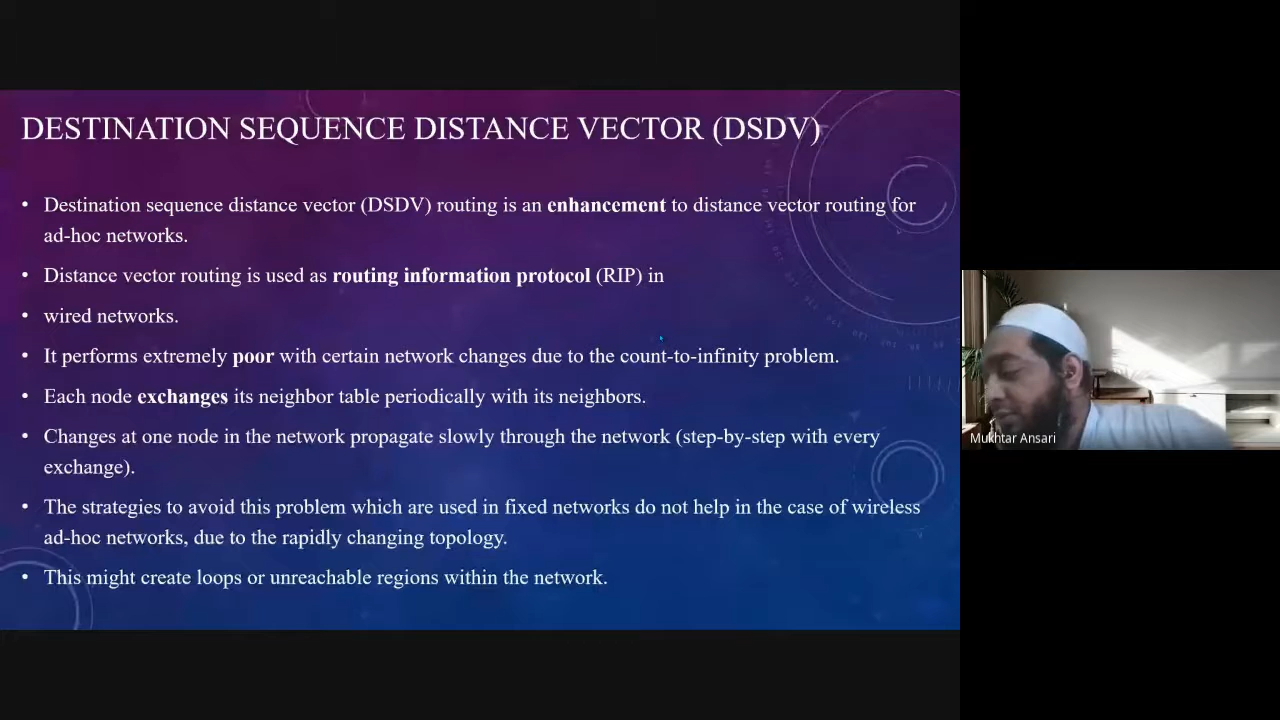 DESTINATION SEQUENCE DISTANCE VECTOR (DSDV)
• Destination sequence distance vector (DSDV) routing is an enhancement to distance vector routing for
ad-hoc networks.
• Distance vector routing is used as routing information protocol (RIP) in
• wired networks.
• It performs extremely poor with certain network changes due to the count-to-infinity problem.
• Each node exchanges its neighbor table periodically with its neighbors.
• Changes at one node in the network propagate slowly through the network (step-by-step with every
exchange).
• The strategies to avoid this problem which are used in fixed networks do not help in the case of wireless
ad-hoc networks, due to the rapidly changing topology.
• This might create loops or unreachable regions within the network.
Mukhtar Ansari